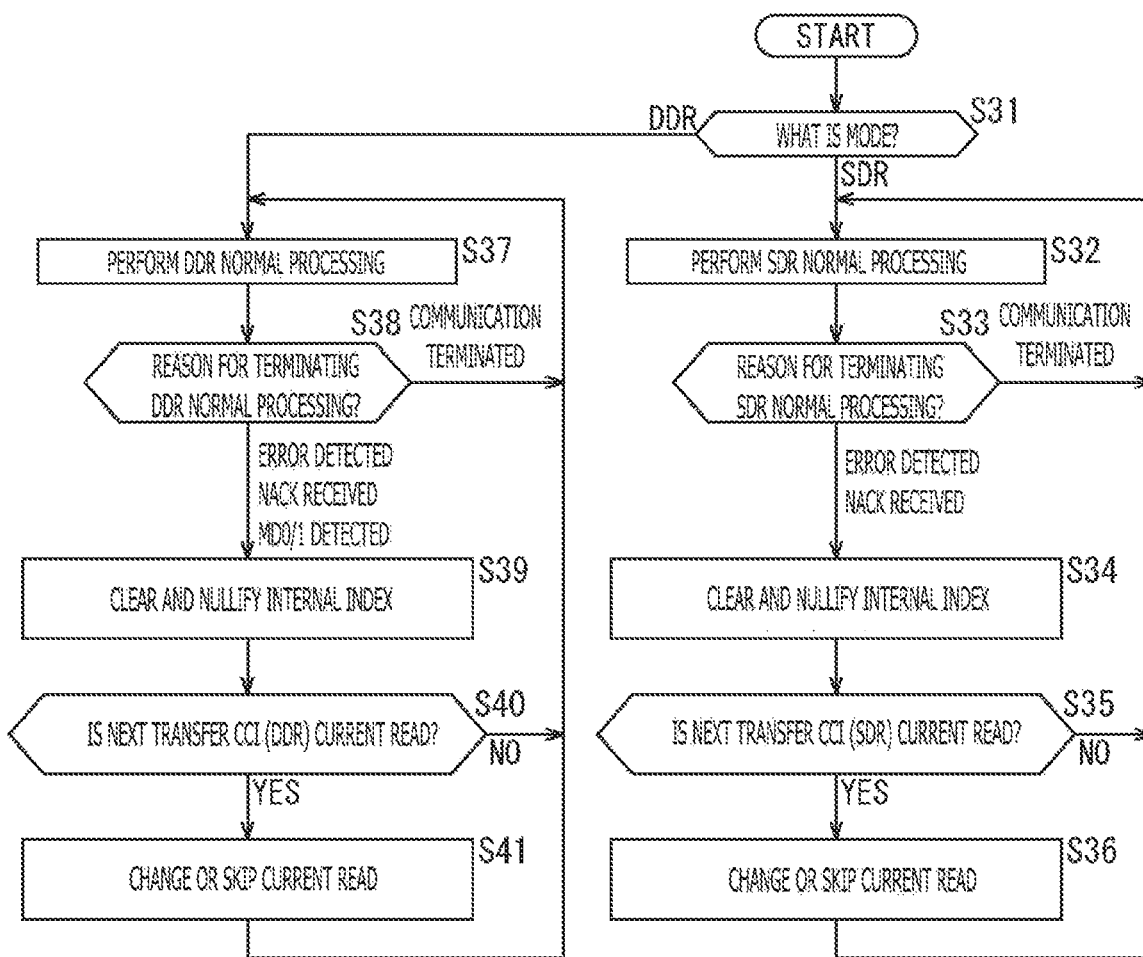 START
S31
DDR
WHAT IS MODE?
SDR
S37
PERFORM DDR NORMAL PROCESSING
S32
PERFORM SDR NORMAL PROCESSING
S38
COMMUNICATION
TERMINATED
REASON FOR TERMINATING
DDR NORMAL PROCESSING?
S33
COMMUNICATION
TERMINATED
REASON FOR TERMINATING
SDR NORMAL PROCESSING?
ERROR DETECTED
NACK RECEIVED
MD0/1 DETECTED
ERROR DETECTED
NACK RECEIVED
S39
CLEAR AND NULLIFY INTERNAL INDEX
S34
CLEAR AND NULLIFY INTERNAL INDEX
S40
IS NEXT TRANSFER CCI (DDR) CURRENT READ?
NO
YES
S35
IS NEXT TRANSFER CCI (SDR) CURRENT READ?
NO
YES
S41
CHANGE OR SKIP CURRENT READ
S36
CHANGE OR SKIP CURRENT READ